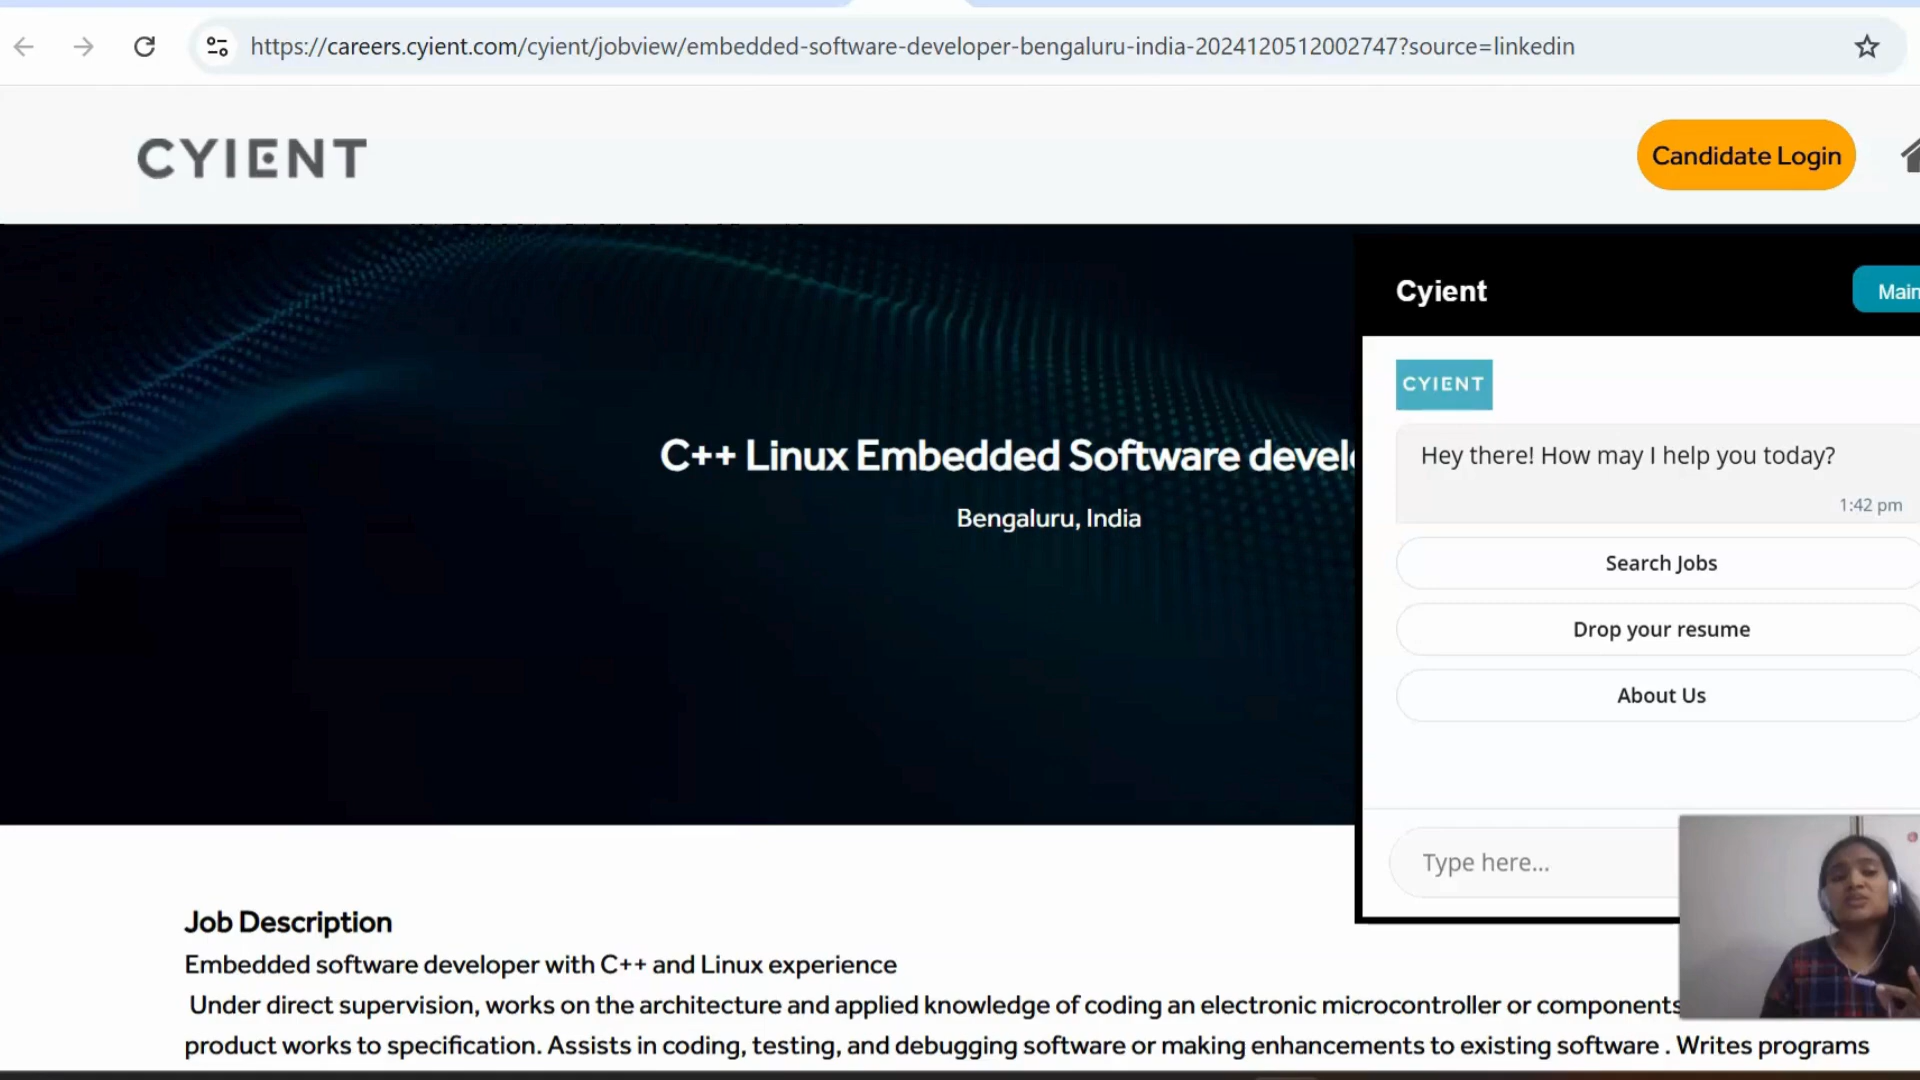 https://careers.cyient.com/cyient/jobview/embedded-software-developer-bengaluru-india-2024120512002747?source=linkedin
CYIENT
Candidate Login
Cyient
Main
CYIENT
Hey there! How may I help you today?
1:42 pm
Search Jobs
Drop your resume
About Us
Type here...
C++ Linux Embedded Software develo
Bengaluru, India
Job Description
Embedded software developer with C++ and Linux experience
Under direct supervision, works on the architecture and applied knowledge of coding an electronic microcontroller or components
product works to specification. Assists in coding, testing, and debugging software or making enhancements to existing software . Writes programs